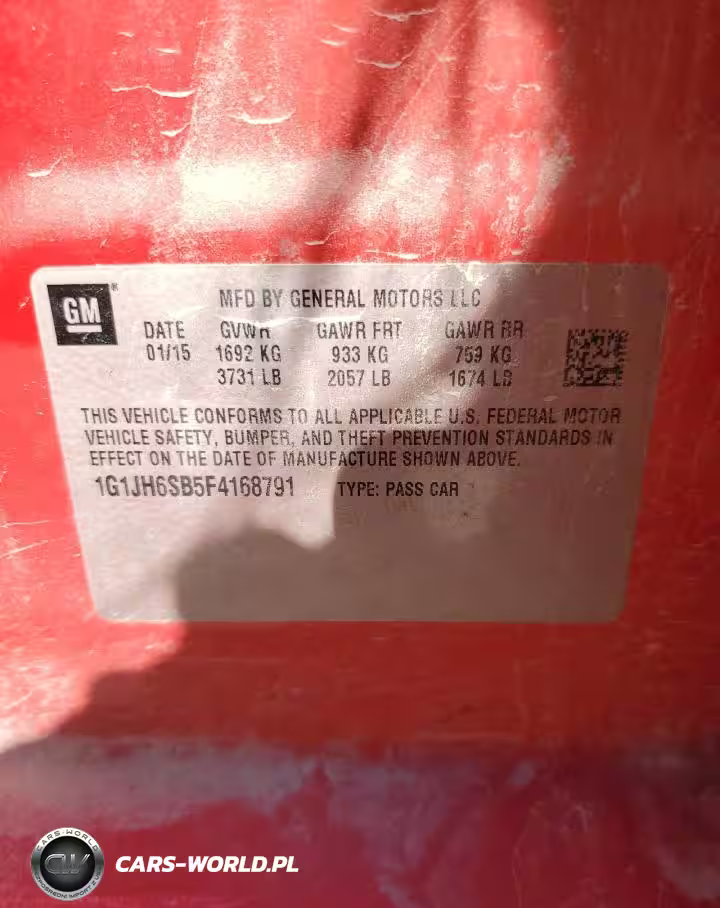 GM
MFD BY GENERAL MOTORS LLC
DATE GVWR GAWR FRT GAWR RR
01/15 1692 KG 933 KG 759 KG
3731 LB 2057 LB 1674 LB
THIS VEHICLE CONFORMS TO ALL APPLICABLE U.S. FEDERAL MOTOR
VEHICLE SAFETY, BUMPER, AND THEFT PREVENTION STANDARDS IN
EFFECT ON THE DATE OF MANUFACTURE SHOWN ABOVE.
1G1JH6SB5F4168791 TYPE: PASS CAR
CARS-WORLD
CW
CARS-WORLD.PL